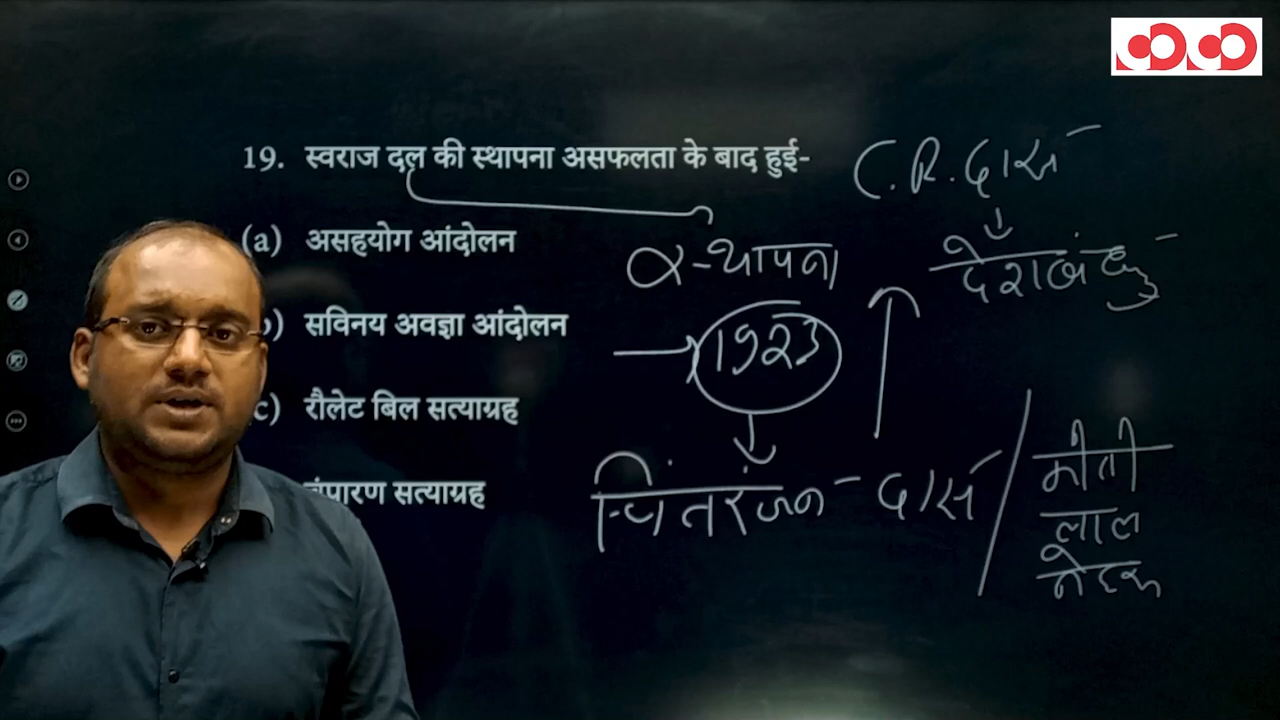 19. स्वराज दल की स्थापना असफलता के बाद हुई-
(a) असहयोग आंदोलन
) सविनय अवज्ञा आंदोलन
c) रौलेट बिल सत्याग्रह
चंपारण सत्याग्रह
C.R. दास
देशबंधु
स्थापना
1923
चितरंजन दास / मोती
लाल
नेहरू